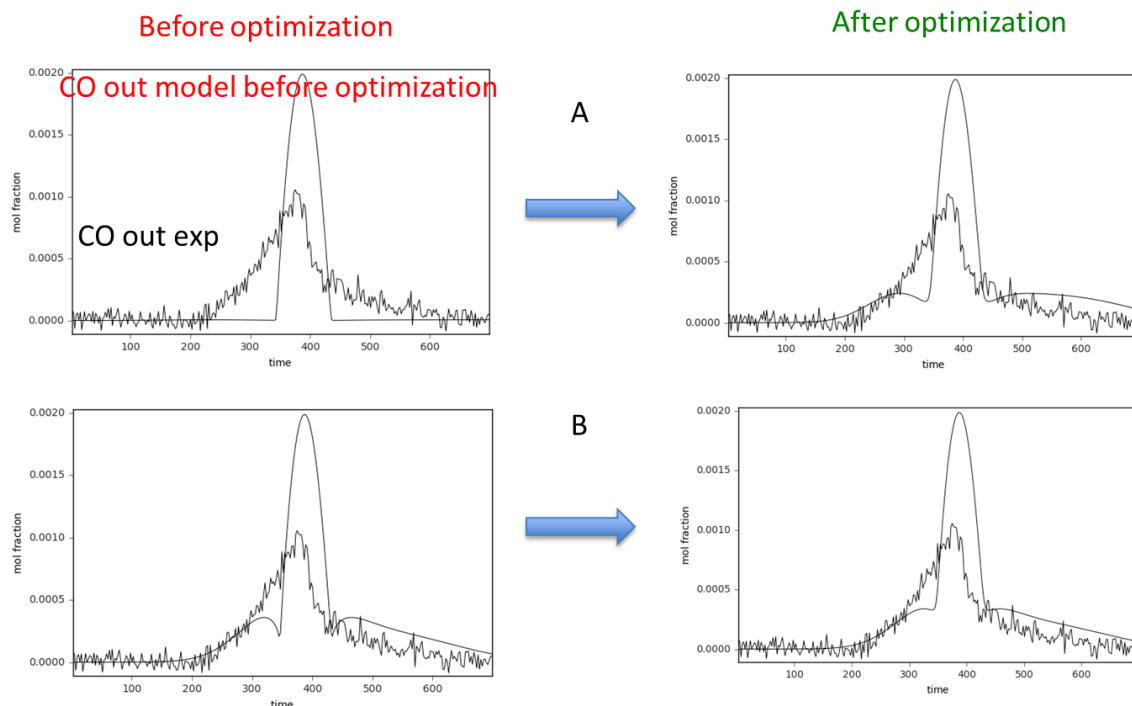 Before optimization
After optimization
CO out model before optimization
A
CO out exp
mol fraction
0.0020
0.0015
0.0010
0.0005
0.0000
100 200 300 400 500 600
time
mol fraction
0.0020
0.0015
0.0010
0.0005
0.0000
100 200 300 400 500 600
time
B
mol fraction
0.0020
0.0015
0.0010
0.0005
0.0000
100 200 300 400 500 600
time
mol fraction
0.0020
0.0015
0.0010
0.0005
0.0000
100 200 300 400 500 600
time